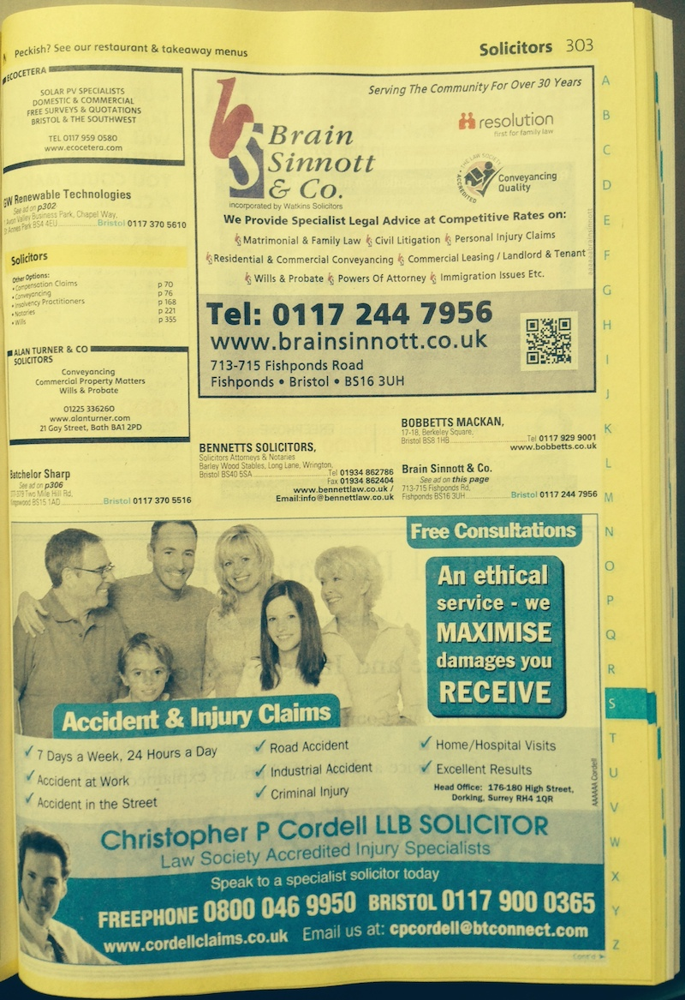 Peckish? See our restaurant & takeaway menus
Solicitors 303
ECOCETERA
SOLAR PV SPECIALISTS
DOMESTIC & COMMERCIAL
FREE SURVEYS & QUOTATIONS
BRISTOL & THE SOUTHWEST
TEL 0117 959 0580
www.ecocetera.com
GW Renewable Technologies
See ad on p302
Avon Valley Business Park, Chapel Way,
St Annes Park BS4 4EU Bristol 0117 370 5610
Solicitors
Other Options:
• Compensation Claims p 70
• Conveyancing p 76
• Insolvency Practitioners p 168
• Notaries p 221
• Wills p 355
ALAN TURNER & CO
SOLICITORS
Conveyancing
Commercial Property Matters
Wills & Probate
01225 336260
www.alanturner.com
21 Gay Street, Bath BA1 2PD
Batchelor Sharp
See ad on p306
Two Mile Hill Rd,
Kingswood BS15 1AD Bristol 0117 370 5516
Serving The Community For Over 30 Years
bs
Brain
Sinnott
& Co.
incorporated by Watkins Solicitors
resolution
first for family law
THE LAW SOCIETY
ACCREDITED
Conveyancing
Quality
We Provide Specialist Legal Advice at Competitive Rates on:
Matrimonial & Family Law Civil Litigation Personal Injury Claims
Residential & Commercial Conveyancing Commercial Leasing / Landlord & Tenant
Wills & Probate Powers Of Attorney Immigration Issues Etc.
Tel: 0117 244 7956
www.brainsinnott.co.uk
713-715 Fishponds Road
Fishponds • Bristol • BS16 3UH
BENNETTS SOLICITORS,
Solicitors Attorneys & Notaries
Barley Wood Stables, Long Lane, Wrington,
Bristol BS40 5SA Tel 01934 862786
Fax 01934 862404
www.bennettlaw.co.uk /
Email:info@bennettlaw.co.uk
BOBBETTS MACKAN,
17-18, Berkeley Square,
Bristol BS8 1HB Tel 0117 929 9001
www.bobbetts.co.uk
Brain Sinnott & Co.
See ad on this page
713-715 Fishponds Rd,
Fishponds BS16 3UH Bristol 0117 244 7956
Free Consultations
An ethical
service - we
MAXIMISE
damages you
RECEIVE
Accident & Injury Claims
✓ 7 Days a Week, 24 Hours a Day
✓ Accident at Work
✓ Accident in the Street
✓ Road Accident
✓ Industrial Accident
✓ Criminal Injury
✓ Home/Hospital Visits
✓ Excellent Results
Head Office: 176-180 High Street,
Dorking, Surrey RH4 1QR
AAAAAA Cordell
Christopher P Cordell LLB SOLICITOR
Law Society Accredited Injury Specialists
Speak to a specialist solicitor today
FREEPHONE 0800 046 9950 BRISTOL 0117 900 0365
www.cordellclaims.co.uk Email us at: cpcordell@btconnect.com
Cont'd
A
B
C
D
E
F
G
H
I
J
K
L
M
N
O
P
Q
R
S
T
U
V
W
X
Y
Z